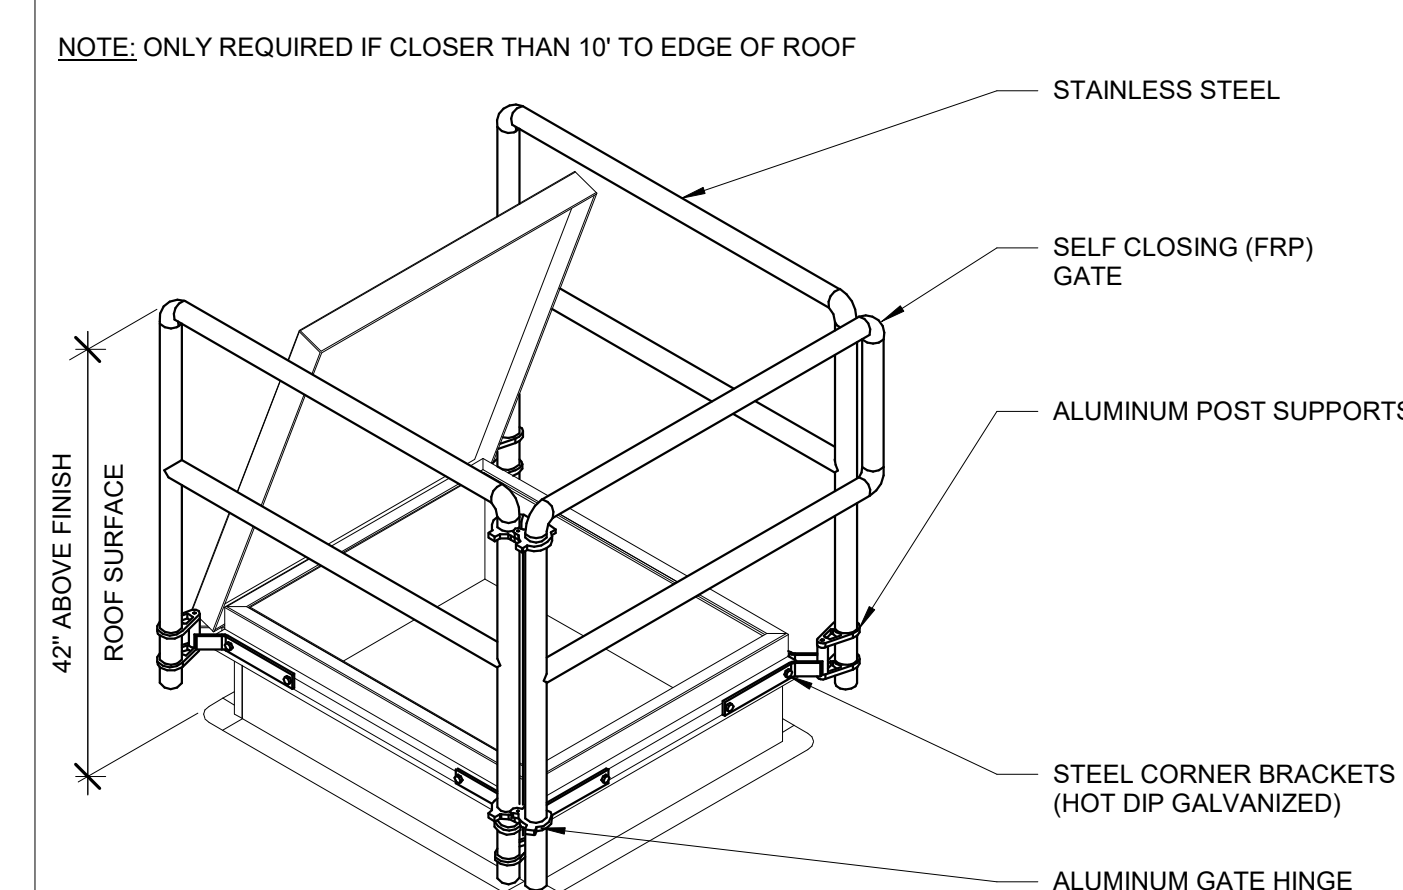 NOTE: ONLY REQUIRED IF CLOSER THAN 10' TO EDGE OF ROOF
STAINLESS STEEL
SELF CLOSING (FRP)
GATE
ALUMINUM POST SUPPORTS
42" ABOVE FINISH
ROOF SURFACE
STEEL CORNER BRACKETS
(HOT DIP GALVANIZED)
ALUMINUM GATE HINGE